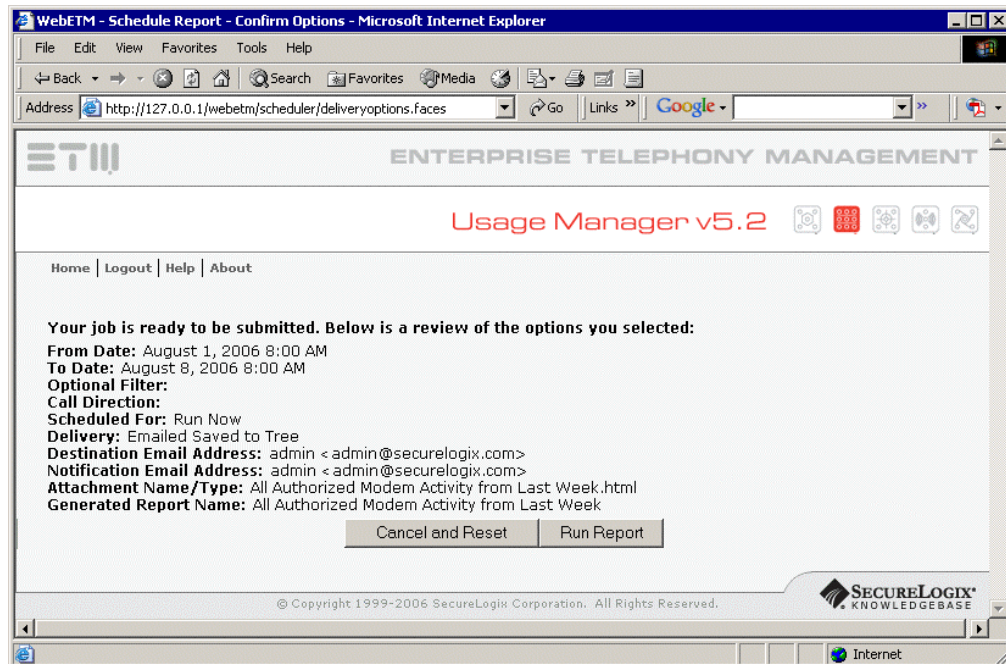 WebETM - Schedule Report - Confirm Options - Microsoft Internet Explorer
File Edit View Favorites Tools Help
Back Search Favorites Media
Address http://127.0.0.1/webetm/scheduler/deliveryoptions.faces Go Links » Google »
ETM ENTERPRISE TELEPHONY MANAGEMENT
Usage Manager v5.2
Home | Logout | Help | About
Your job is ready to be submitted. Below is a review of the options you selected:
From Date: August 1, 2006 8:00 AM
To Date: August 8, 2006 8:00 AM
Optional Filter:
Call Direction:
Scheduled For: Run Now
Delivery: Emailed Saved to Tree
Destination Email Address: admin <admin@securelogix.com>
Notification Email Address: admin <admin@securelogix.com>
Attachment Name/Type: All Authorized Modem Activity from Last Week.html
Generated Report Name: All Authorized Modem Activity from Last Week
Cancel and Reset Run Report
© Copyright 1999-2006 SecureLogix Corporation. All Rights Reserved.
SECURELOGIX
KNOWLEDGEBASE
Internet